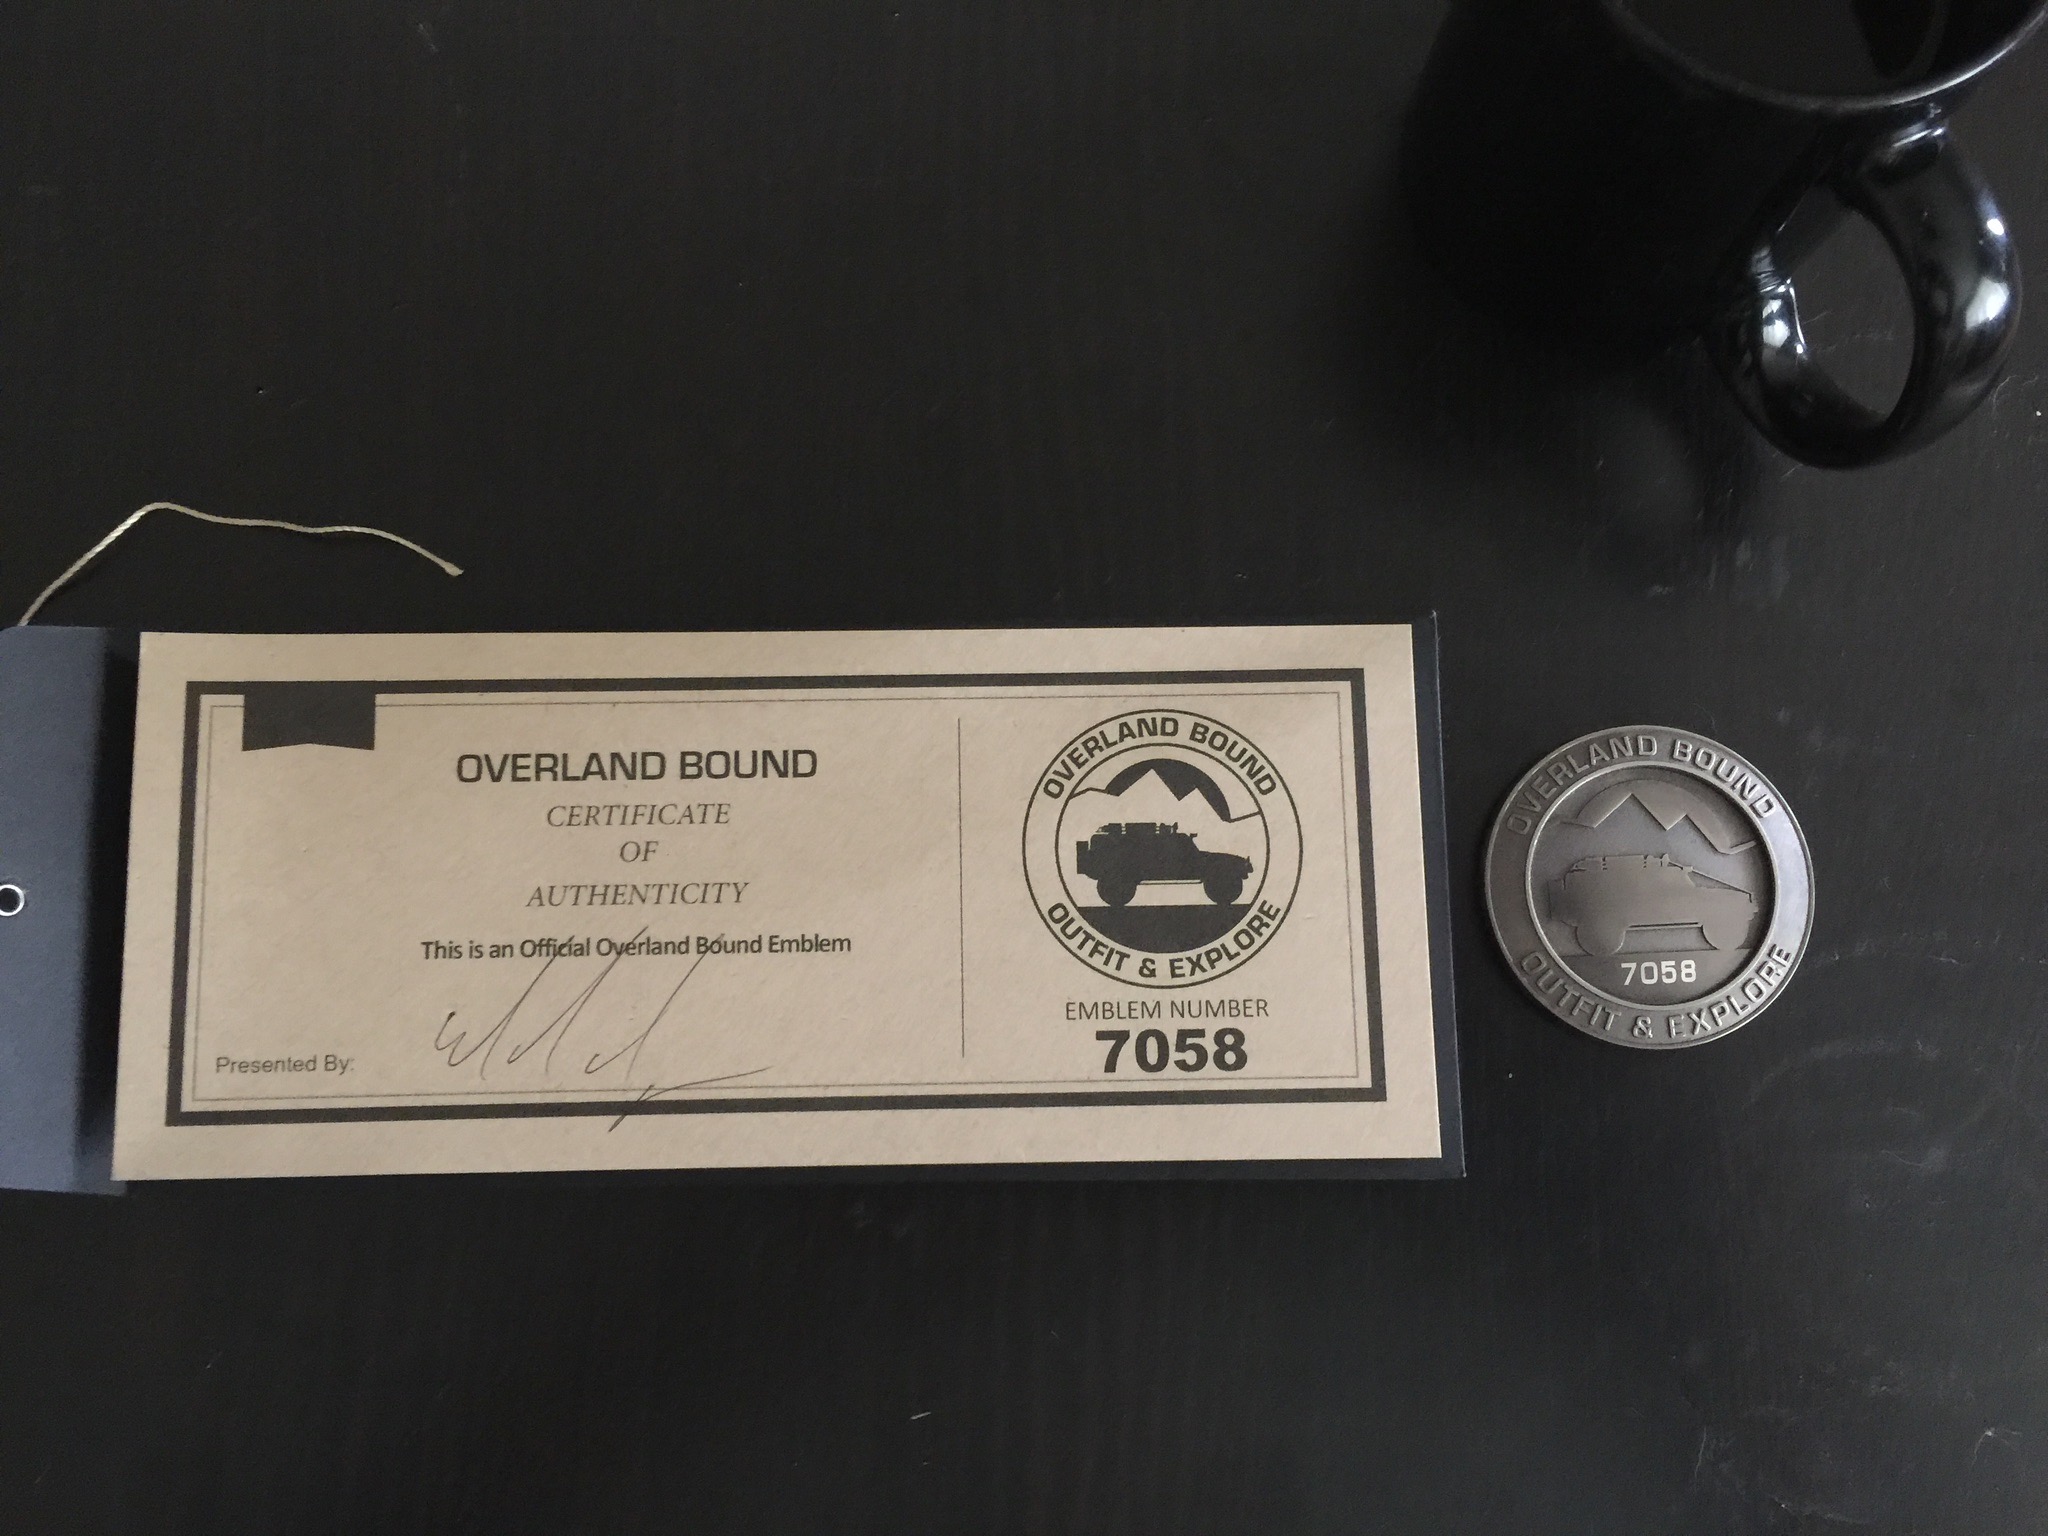 OVERLAND BOUND
CERTIFICATE
OF
AUTHENTICITY
This is an Official Overland Bound Emblem
Presented By:
OVERLAND BOUND
OUTFIT & EXPLORE
EMBLEM NUMBER
7058
OVERLAND BOUND
7058
OUTFIT & EXPLORE